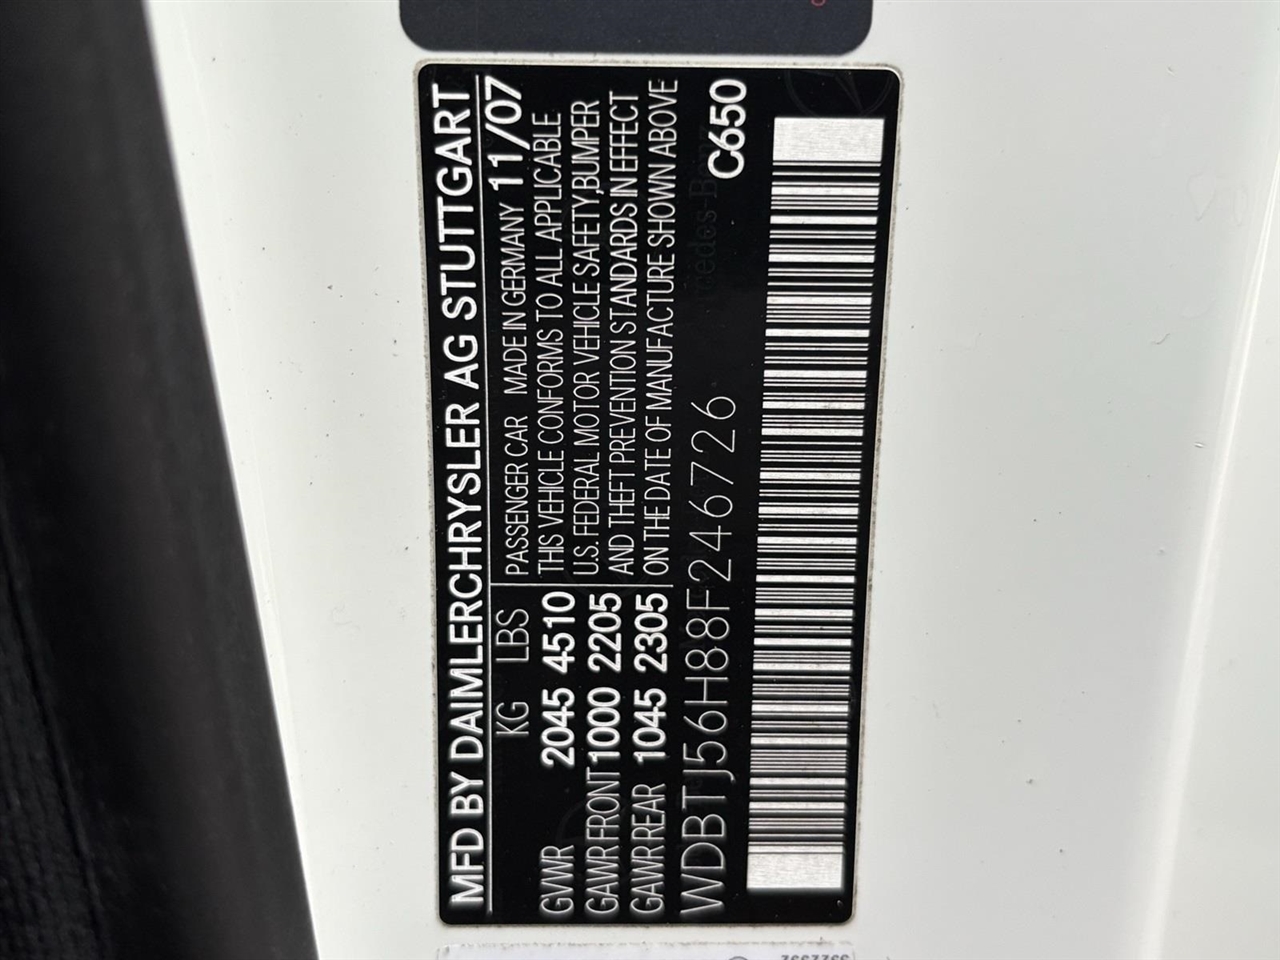 MFD BY DAIMLERCHRYSLER AG STUTTGART
KG LBS PASSENGER CAR MADE IN GERMANY 11/07
GVWR 2045 4510 THIS VEHICLE CONFORMS TO ALL APPLICABLE
U.S. FEDERAL MOTOR VEHICLE SAFETY,BUMPER
GAWR FRONT 1000 2205 AND THEFT PREVENTION STANDARDS IN EFFECT
GAWR REAR 1045 2305 ON THE DATE OF MANUFACTURE SHOWN ABOVE
WDBTJ56H88F246726 C650